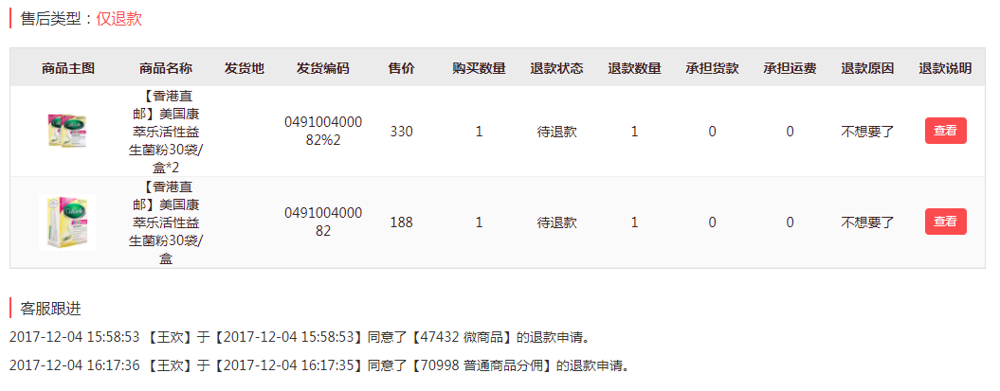 售后类型：仅退款
商品主图 商品名称 发货地 发货编码 售价 购买数量 退款状态 退款数量 承担货款 承担运费 退款原因 退款说明
【香港直
邮】美国康
萃乐活性益
生菌粉30袋/
盒*2
0491004000
82%2
330 1 待退款 1 0 0 不想要了 查看
【香港直
邮】美国康
萃乐活性益
生菌粉30袋/
盒
0491004000
82
188 1 待退款 1 0 0 不想要了 查看
客服跟进
2017-12-04 15:58:53 【王欢】于【2017-12-04 15:58:53】同意了【47432 微商品】的退款申请。
2017-12-04 16:17:36 【王欢】于【2017-12-04 16:17:35】同意了【70998 普通商品分佣】的退款申请。